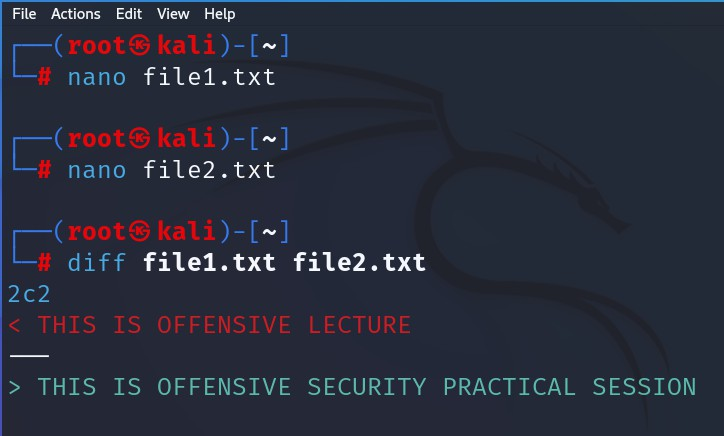 File Actions Edit View Help
┌──(root㉿kali)-[~]
└─# nano file1.txt
┌──(root㉿kali)-[~]
└─# nano file2.txt
┌──(root㉿kali)-[~]
└─# diff file1.txt file2.txt
2c2
< THIS IS OFFENSIVE LECTURE
---
> THIS IS OFFENSIVE SECURITY PRACTICAL SESSION